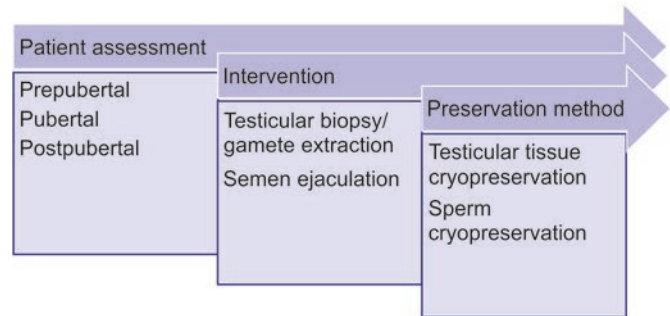 Patient assessment
Prepubertal
Pubertal
Postpubertal
Intervention
Testicular biopsy/
gamete extraction
Semen ejaculation
Preservation method
Testicular tissue
cryopreservation
Sperm
cryopreservation